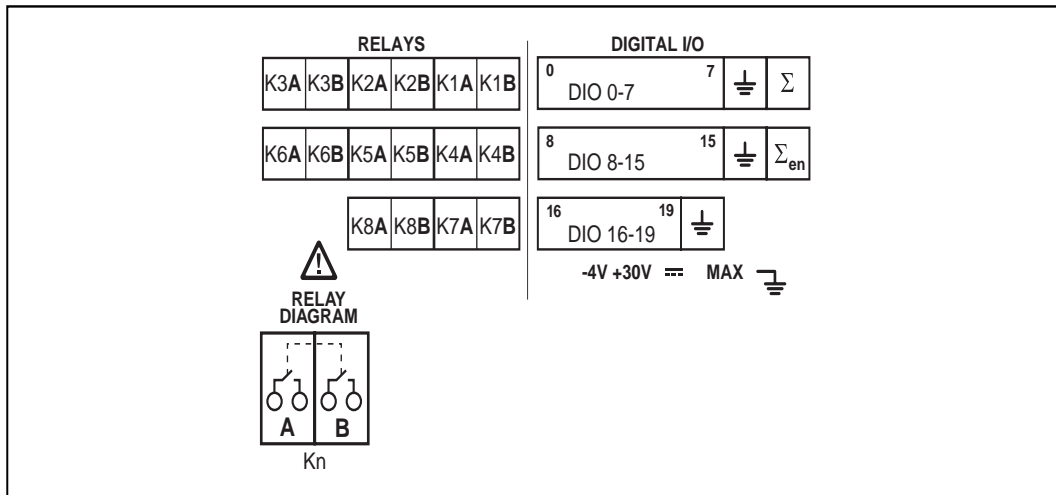 RELAYS
K3A K3B K2A K2B K1A K1B
K6A K6B K5A K5B K4A K4B
K8A K8B K7A K7B
RELAY
DIAGRAM
A B
Kn
DIGITAL I/O
0 7
DIO 0-7 Σ
8 15
DIO 8-15 Σen
16 19
DIO 16-19
-4V +30V MAX